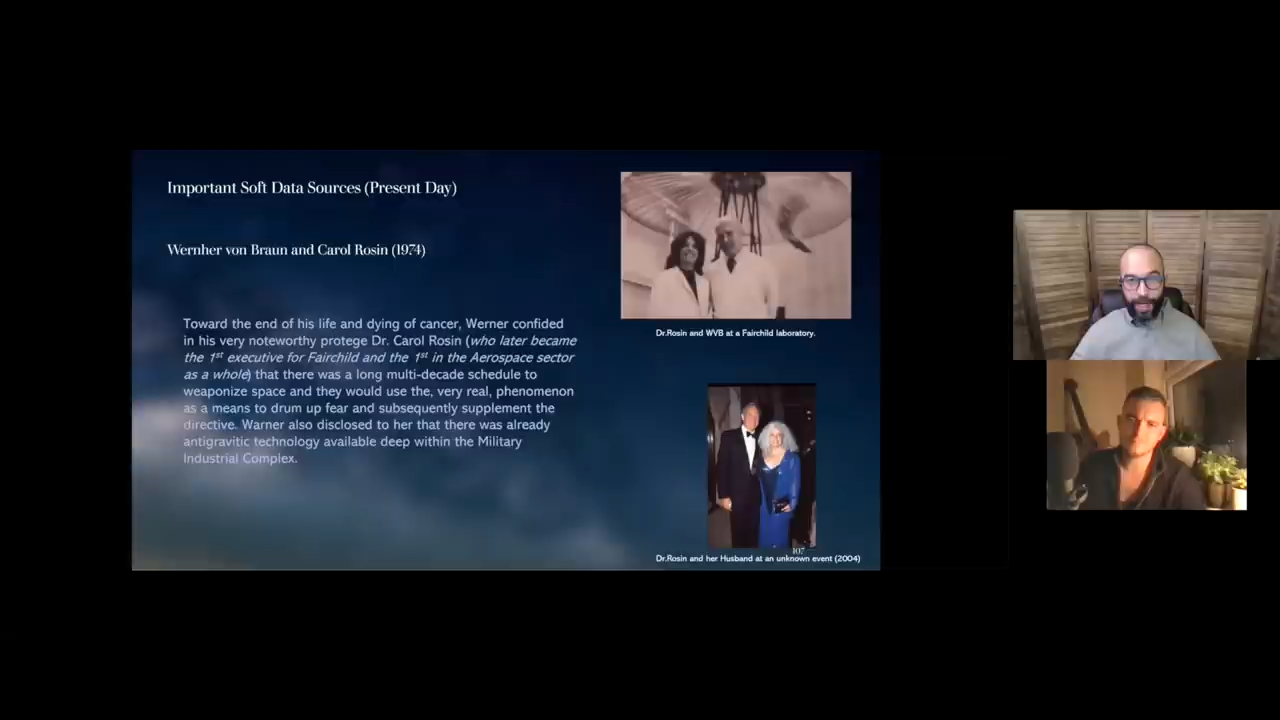 Important Soft Data Sources (Present Day)
Wernher von Braun and Carol Rosin (1974)
Toward the end of his life and dying of cancer, Werner confided
in his very noteworthy protege Dr. Carol Rosin (who later became
the 1st executive for Fairchild and the 1st in the Aerospace sector
as a whole) that there was a long multi-decade schedule to
weaponize space and they would use the, very real, phenomenon
as a means to drum up fear and subsequently supplement the
directive. Warner also disclosed to her that there was already
antigravitic technology available deep within the Military
Industrial Complex.
Dr.Rosin and WVB at a Fairchild laboratory.
107
Dr.Rosin and her Husband at an unknown event (2004)